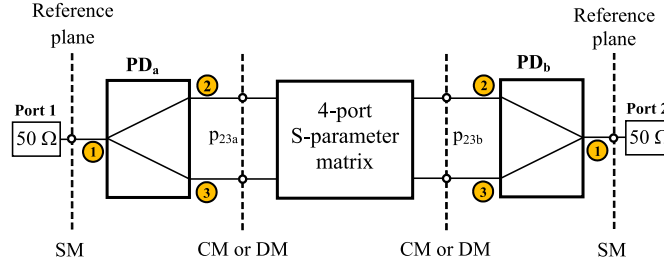 Reference
plane
Reference
plane
PDa
PDb
Port 1
50 Ω
1
2
3
p23a
4-port
S-parameter
matrix
p23b
2
3
1
Port 2
50 Ω
SM
CM or DM
CM or DM
SM